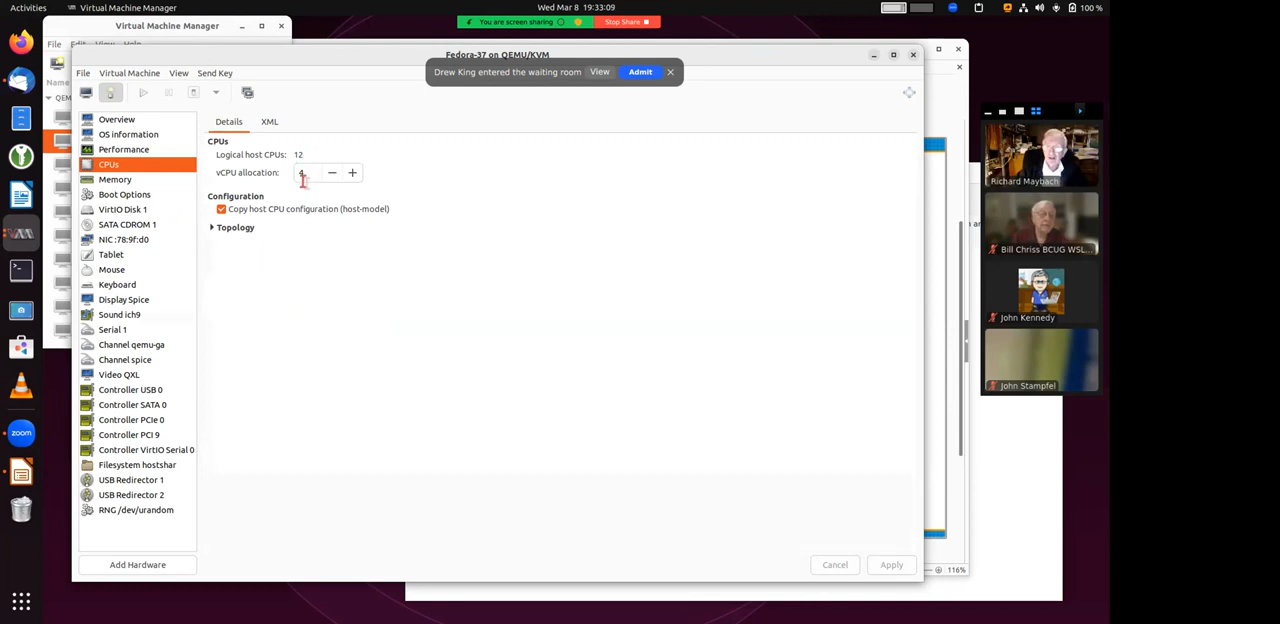 Activities
Virtual Machine Manager
Wed Mar 8 19:33:09
100 %
You are screen sharing
Stop Share
Virtual Machine Manager
File Edit View Help
Name
QEM
Fedora-37 on QEMU/KVM
Drew King entered the waiting room
View
Admit
File Virtual Machine View Send Key
Details
XML
Overview
OS information
Performance
CPUs
Memory
Boot Options
VirtIO Disk 1
SATA CDROM 1
NIC :78:9f:d0
Tablet
Mouse
Keyboard
Display Spice
Sound ich9
Serial 1
Channel qemu-ga
Channel spice
Video QXL
Controller USB 0
Controller SATA 0
Controller PCIe 0
Controller PCI 9
Controller VirtIO Serial 0
Filesystem hostshar
USB Redirector 1
USB Redirector 2
RNG /dev/urandom
Add Hardware
CPUs
Logical host CPUs: 12
vCPU allocation: 4
Configuration
Copy host CPU configuration (host-model)
Topology
Cancel
Apply
116%
zoom
Richard Maybach
Bill Chriss BCUG WSL...
John Kennedy
John Stampfel